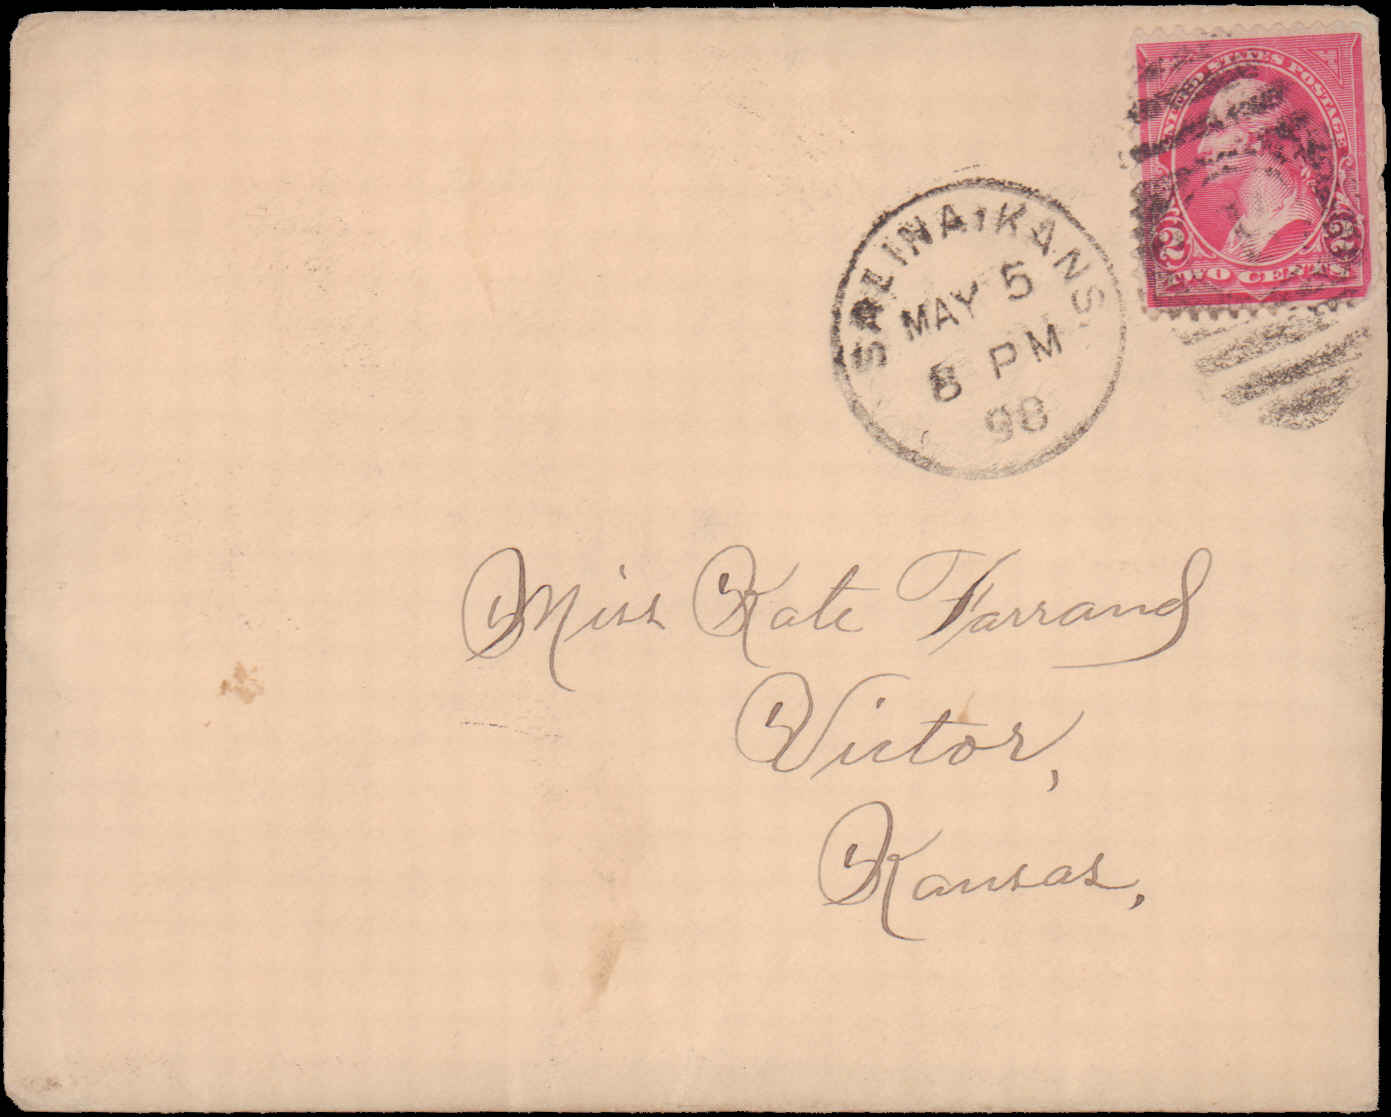 UNITED STATES POSTAGE
2 2
TWO CENTS
SALINA, KANS.
MAY 5
8 PM
98
Miss Kate Farrand
Victor,
Kansas,